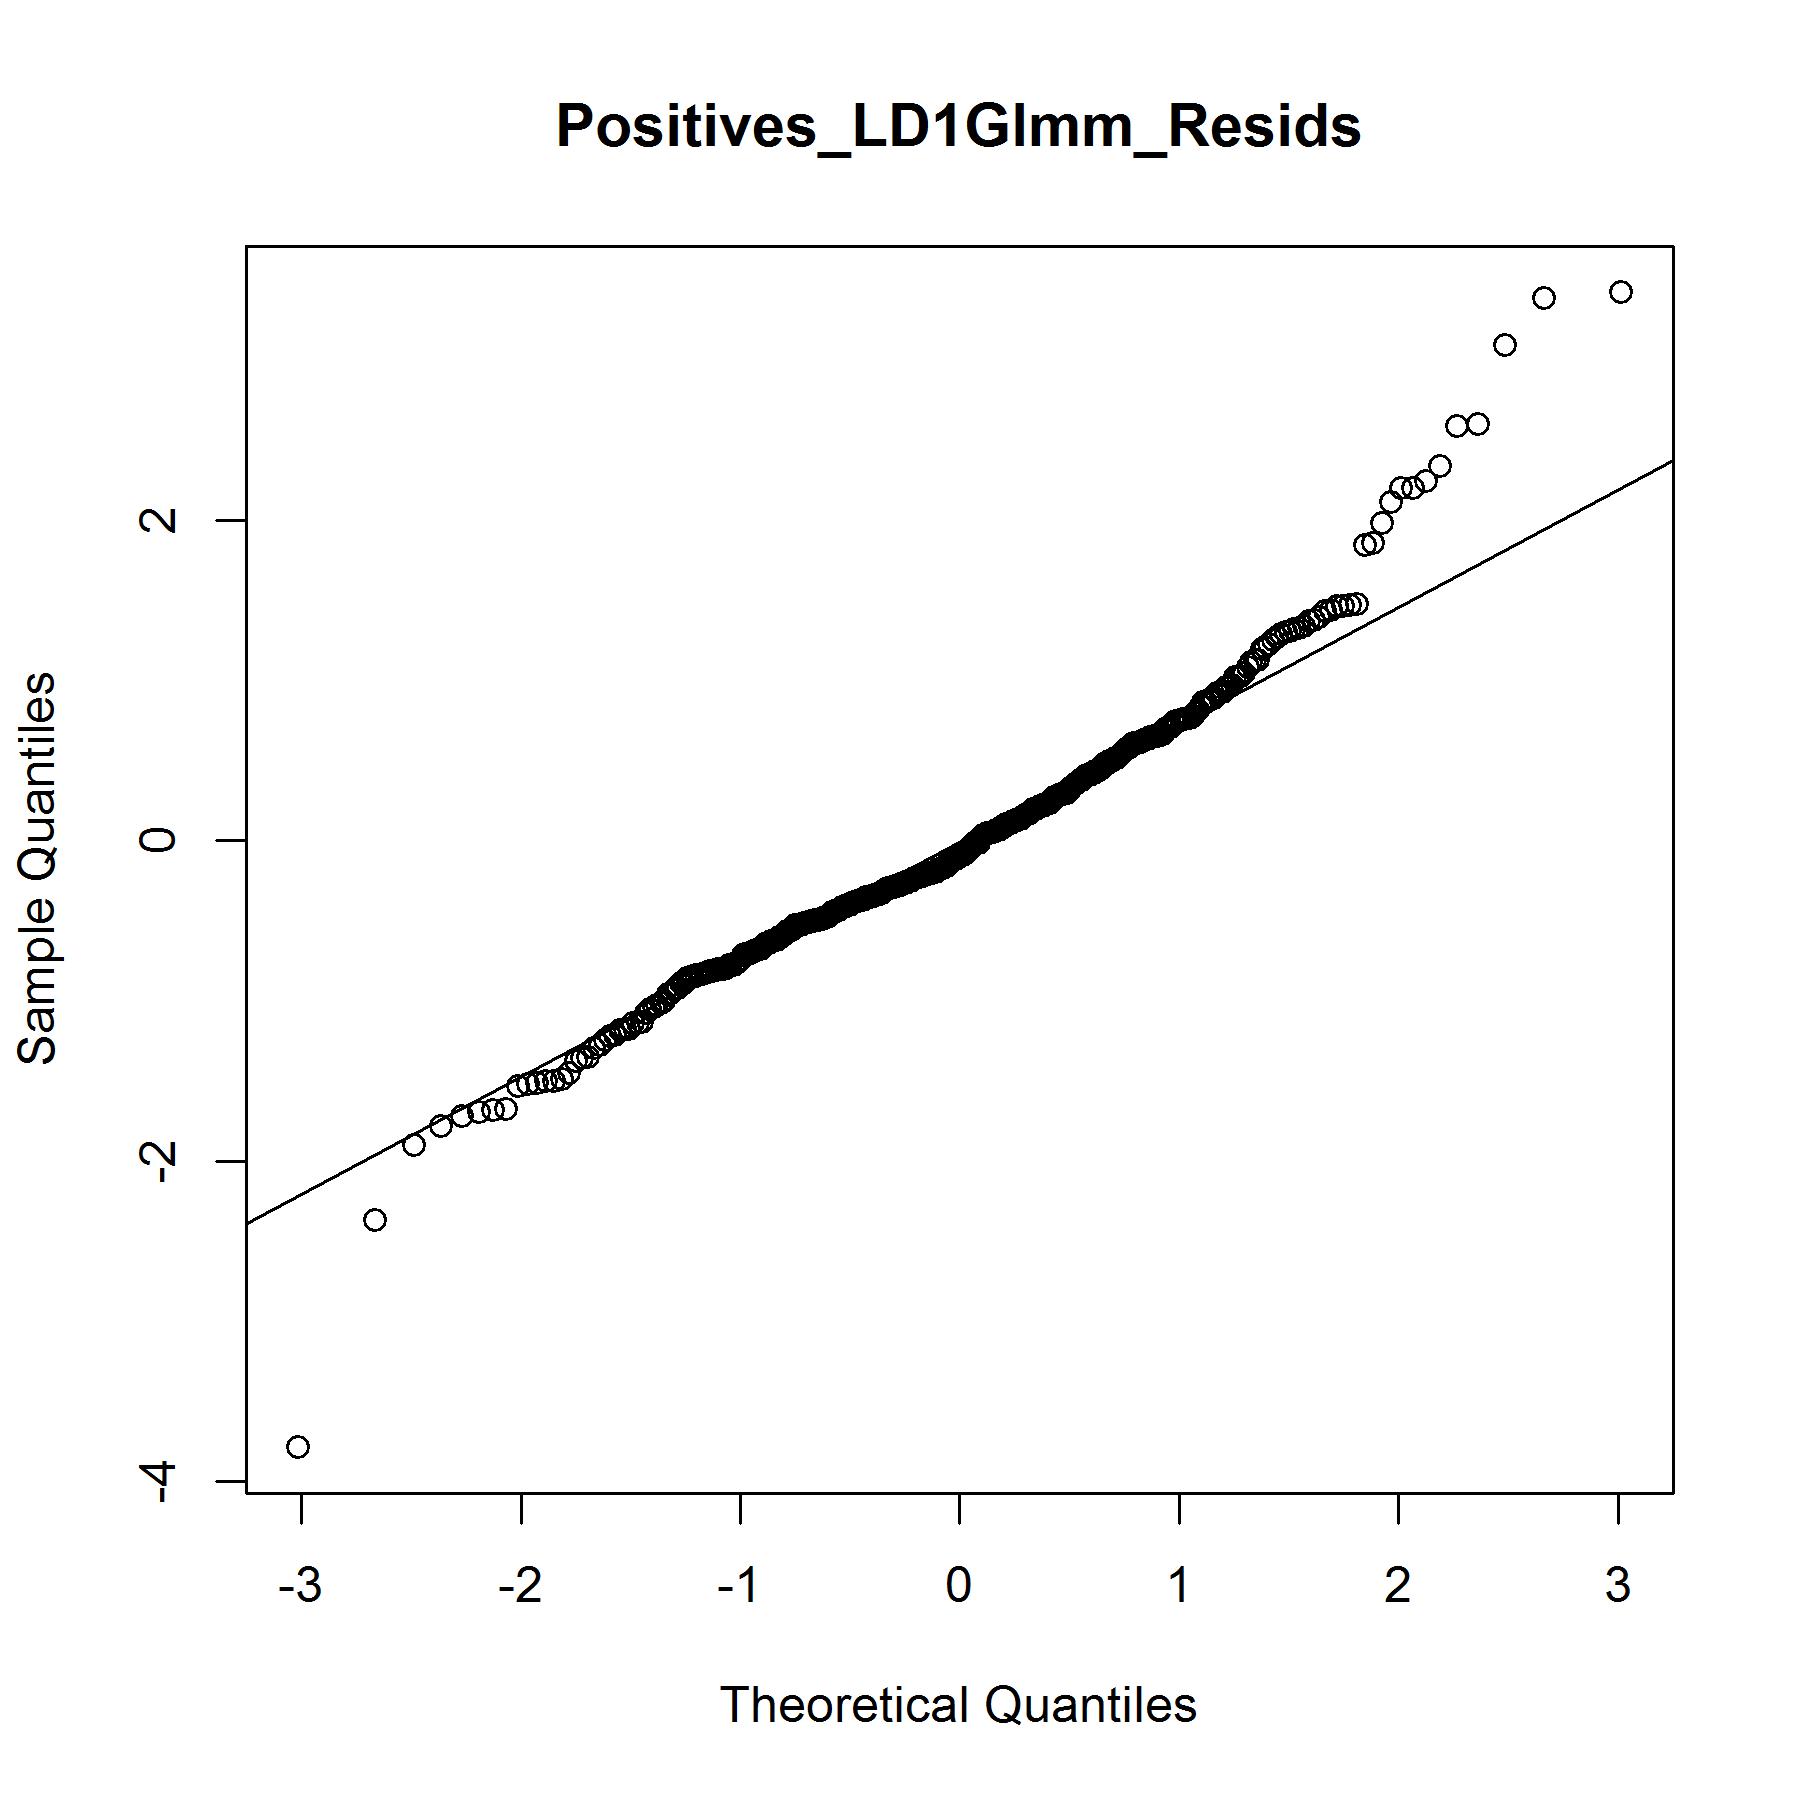 Positives_LD1Glmm_Resids
Sample Quantiles
2
0
-2
-4
-3 -2 -1 0 1 2 3
Theoretical Quantiles